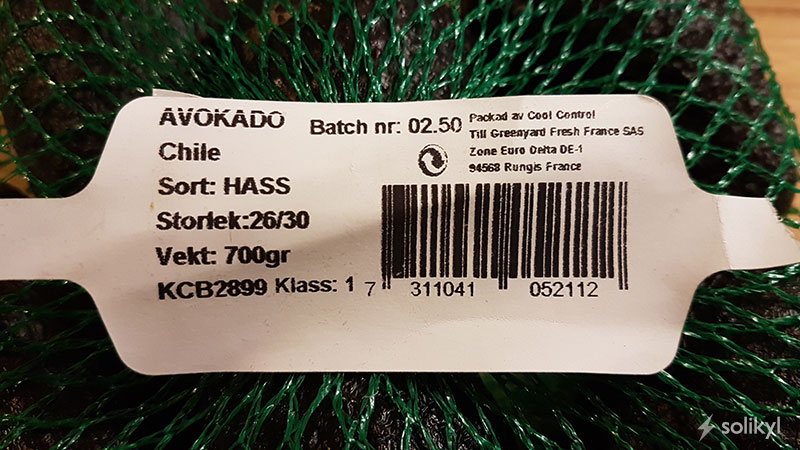 AVOKADO
Chile
Sort: HASS
Storlek:26/30
Vekt: 700gr
KCB2899 Klass: 1
Batch nr: 02.50
Packad av Cool Control
Till Greenyard Fresh France SAS
Zone Euro Delta DE-1
94568 Rungis France
7 311041 052112
solikyl